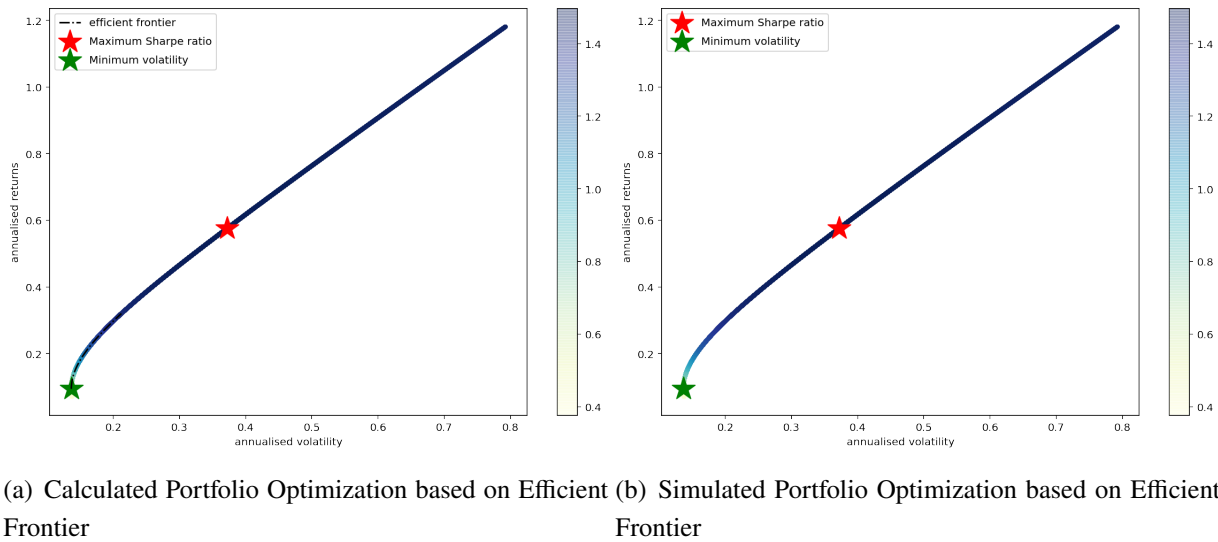 efficient frontier
Maximum Sharpe ratio
Minimum volatility
1.2
1.0
0.8
0.6
0.4
0.2
annualised returns
0.2 0.3 0.4 0.5 0.6 0.7 0.8
annualised volatility
1.4
1.2
1.0
0.8
0.6
0.4
Maximum Sharpe ratio
Minimum volatility
1.2
1.0
0.8
0.6
0.4
0.2
annualised returns
0.2 0.3 0.4 0.5 0.6 0.7 0.8
annualised volatility
1.4
1.2
1.0
0.8
0.6
0.4
(a) Calculated Portfolio Optimization based on Efficient
Frontier
(b) Simulated Portfolio Optimization based on Efficient
Frontier